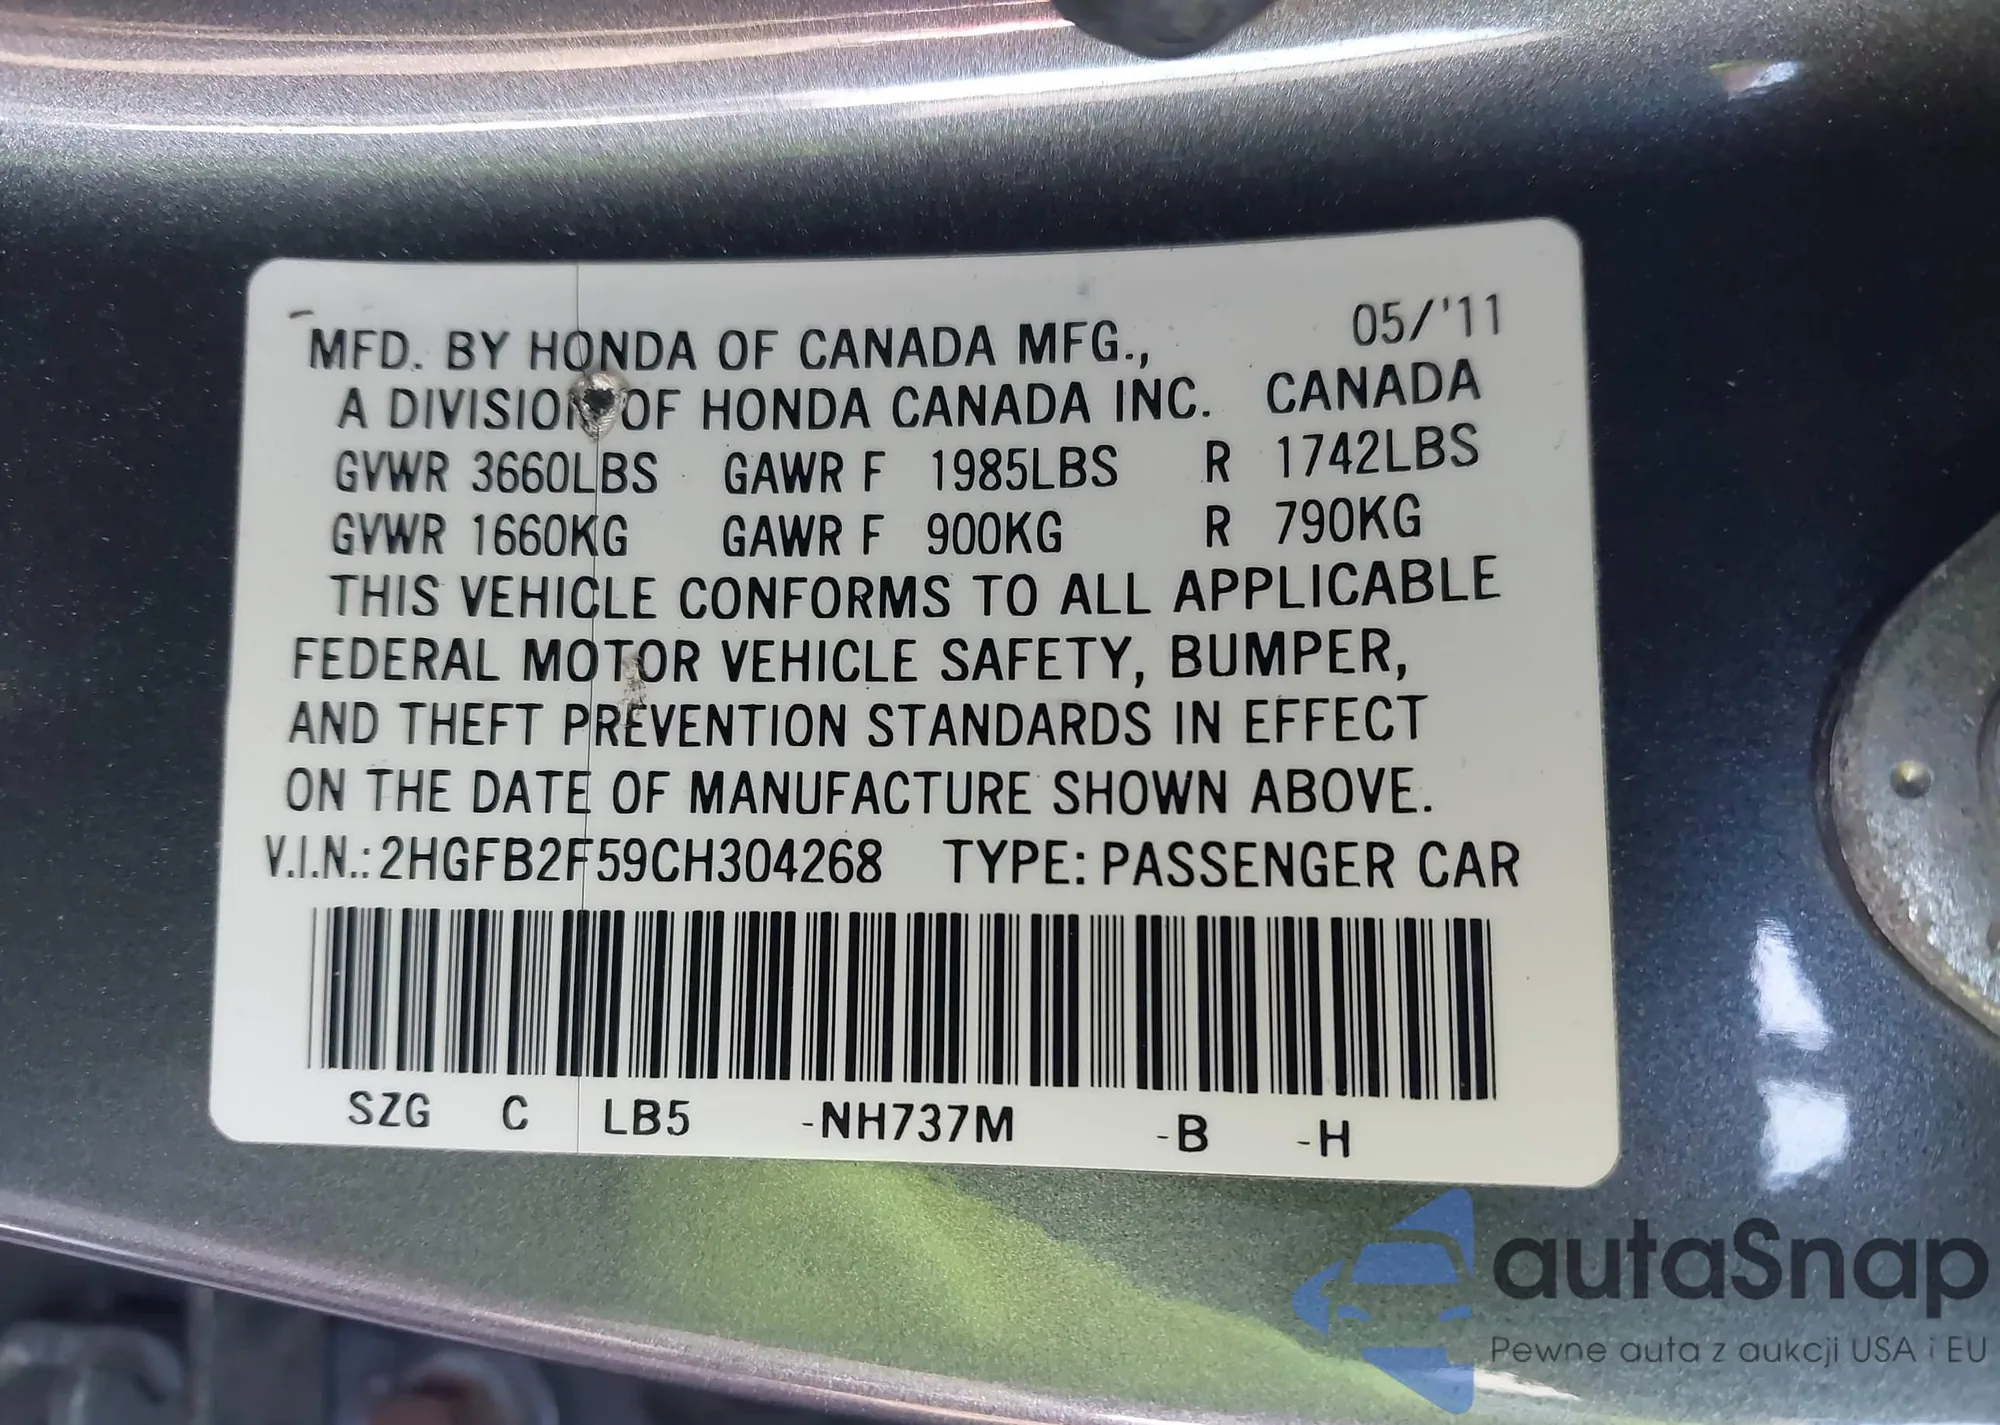 05/'11
MFD. BY HONDA OF CANADA MFG.,
A DIVISION OF HONDA CANADA INC. CANADA
GVWR 3660LBS GAWR F 1985LBS R 1742LBS
GVWR 1660KG GAWR F 900KG R 790KG
THIS VEHICLE CONFORMS TO ALL APPLICABLE
FEDERAL MOTOR VEHICLE SAFETY, BUMPER,
AND THEFT PREVENTION STANDARDS IN EFFECT
ON THE DATE OF MANUFACTURE SHOWN ABOVE.
V.I.N.: 2HGFB2F59CH304268 TYPE: PASSENGER CAR
SZG C LB5 -NH737M -B -H
autaSnap
Pewne auta z aukcji USA i EU